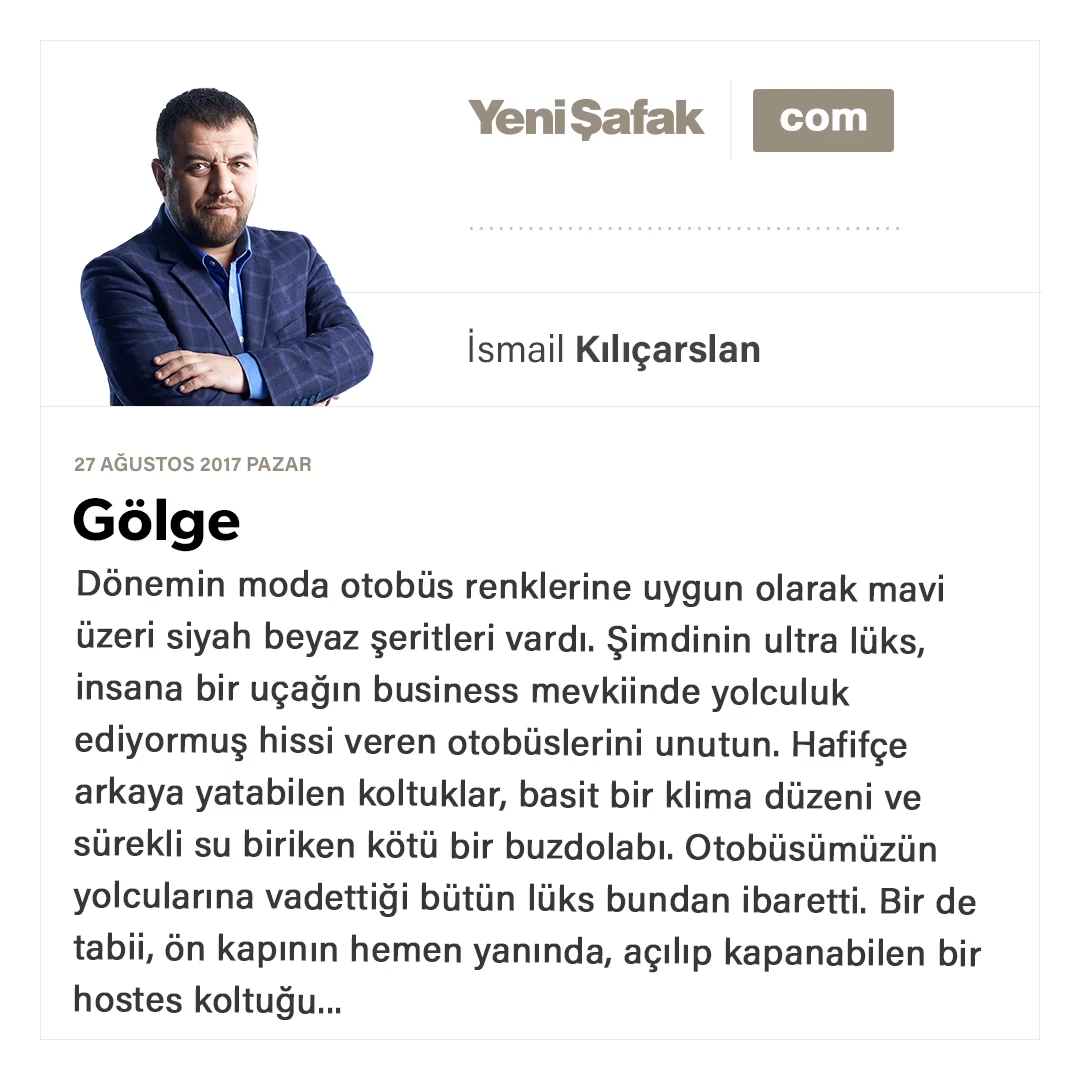 Yeni Şafak
com
İsmail Kılıçarslan
27 AĞUSTOS 2017 PAZAR
Gölge
Dönemin moda otobüs renklerine uygun olarak mavi
üzeri siyah beyaz şeritleri vardı. Şimdinin ultra lüks,
insana bir uçağın business mevkiinde yolculuk
ediyormuş hissi veren otobüslerini unutun. Hafifçe
arkaya yatabilen koltuklar, basit bir klima düzeni ve
sürekli su biriken kötü bir buzdolabı. Otobüsümüzün
yolcularına vadettiği bütün lüks bundan ibaretti. Bir de
tabii, ön kapının hemen yanında, açılıp kapanabilen bir
hostes koltuğu...